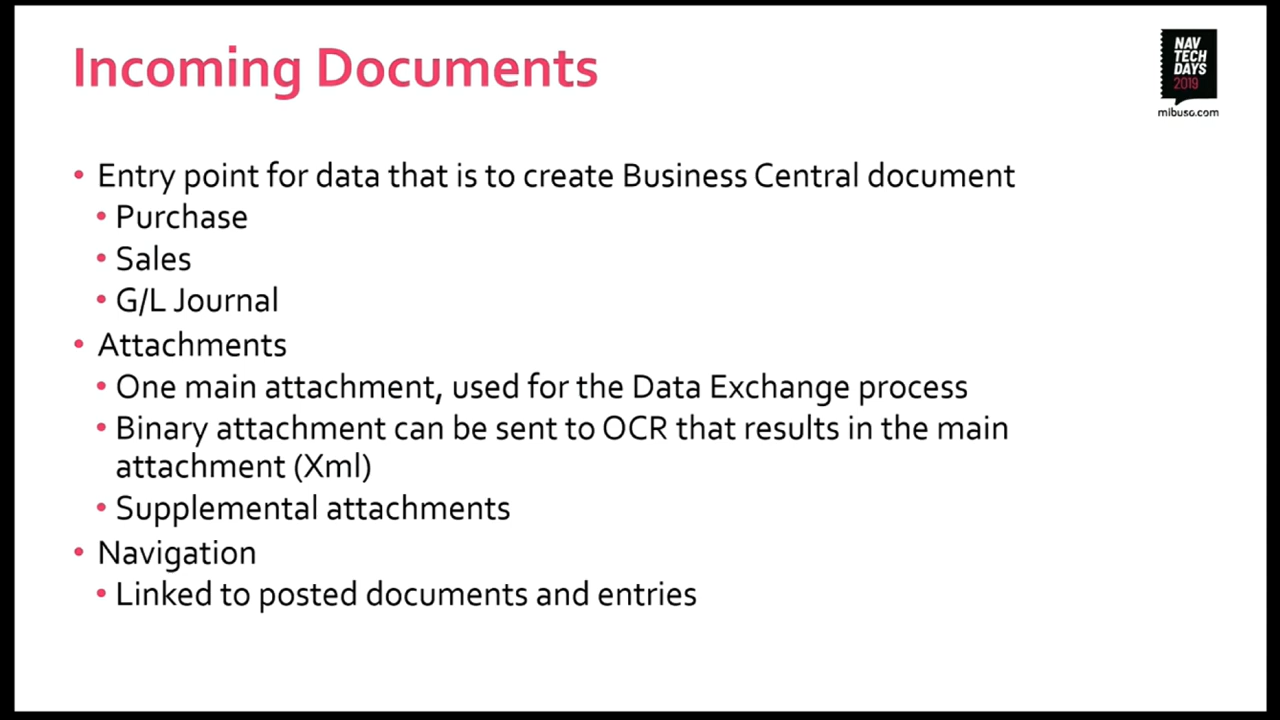 Incoming Documents
NAV
TECH
DAYS
2019
mibuso.com
• Entry point for data that is to create Business Central document
• Purchase
• Sales
• G/L Journal
• Attachments
• One main attachment, used for the Data Exchange process
• Binary attachment can be sent to OCR that results in the main
attachment (Xml)
• Supplemental attachments
• Navigation
• Linked to posted documents and entries